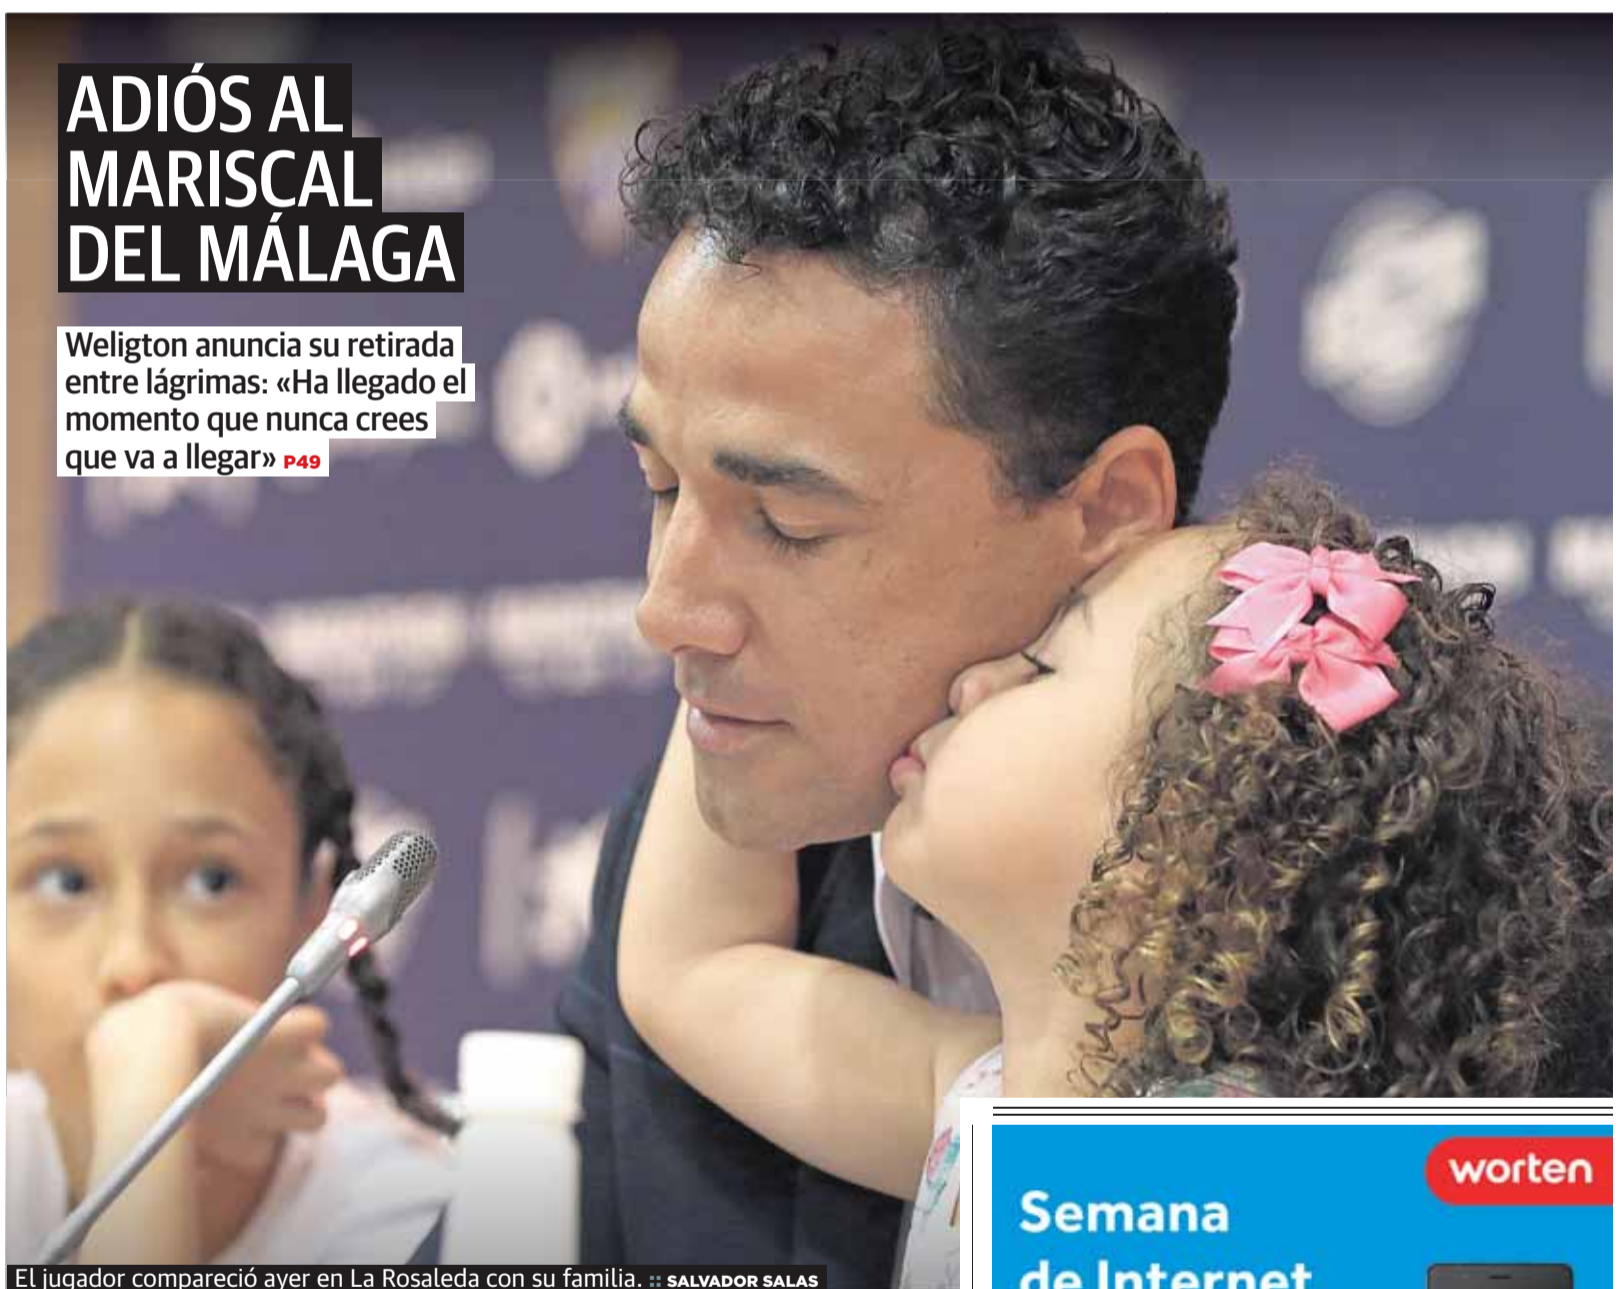 ADIÓS AL
MARISCAL
DEL MÁLAGA
Weligton anuncia su retirada
entre lágrimas: «Ha llegado el
momento que nunca crees
que va a llegar» P49
El jugador compareció ayer en La Rosaleda con su familia. :: SALVADOR SALAS
worten
Semana
de Internet